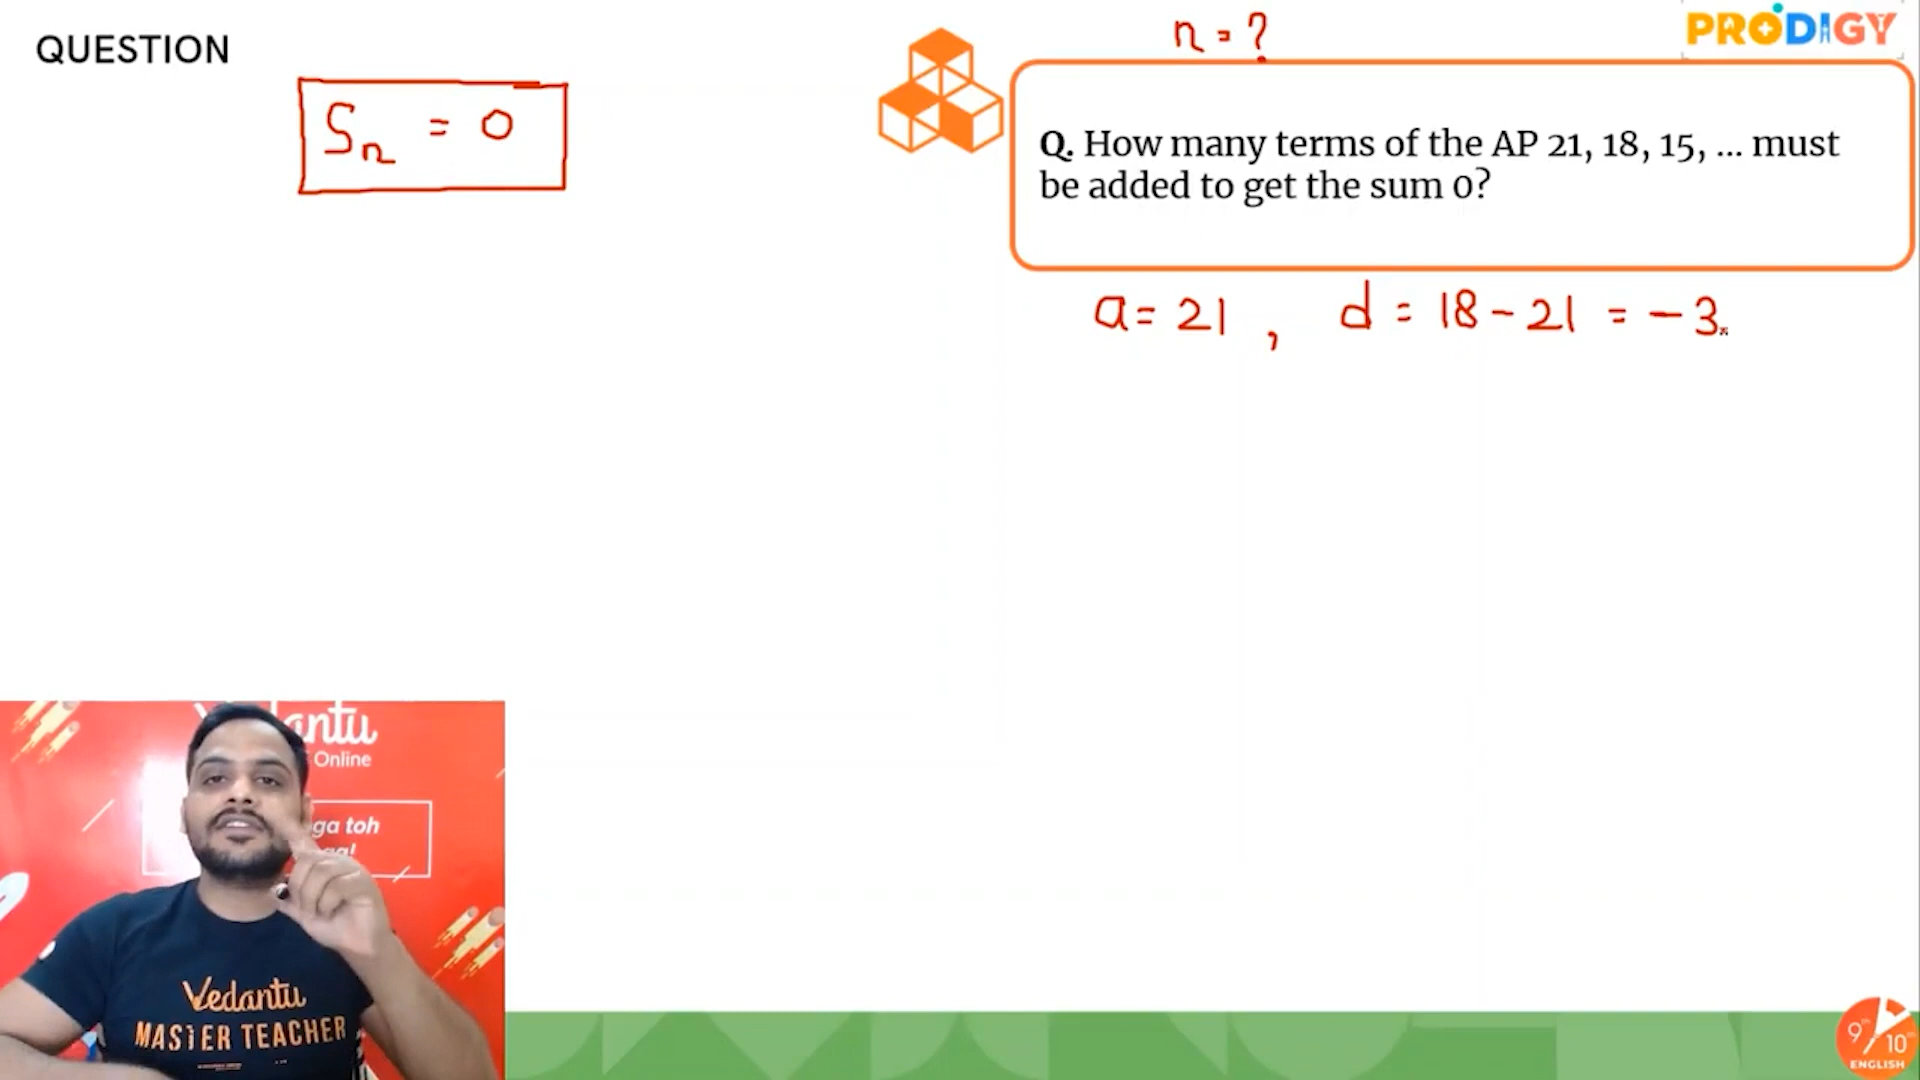 QUESTION
n = ?
PRODIGY
Sn = 0
Q. How many terms of the AP 21, 18, 15, ... must
be added to get the sum 0?
a = 21 , d = 18 - 21 = - 3
Online
ga toh
Vedantu
MASTER TEACHER
9th 10th
ENGLISH